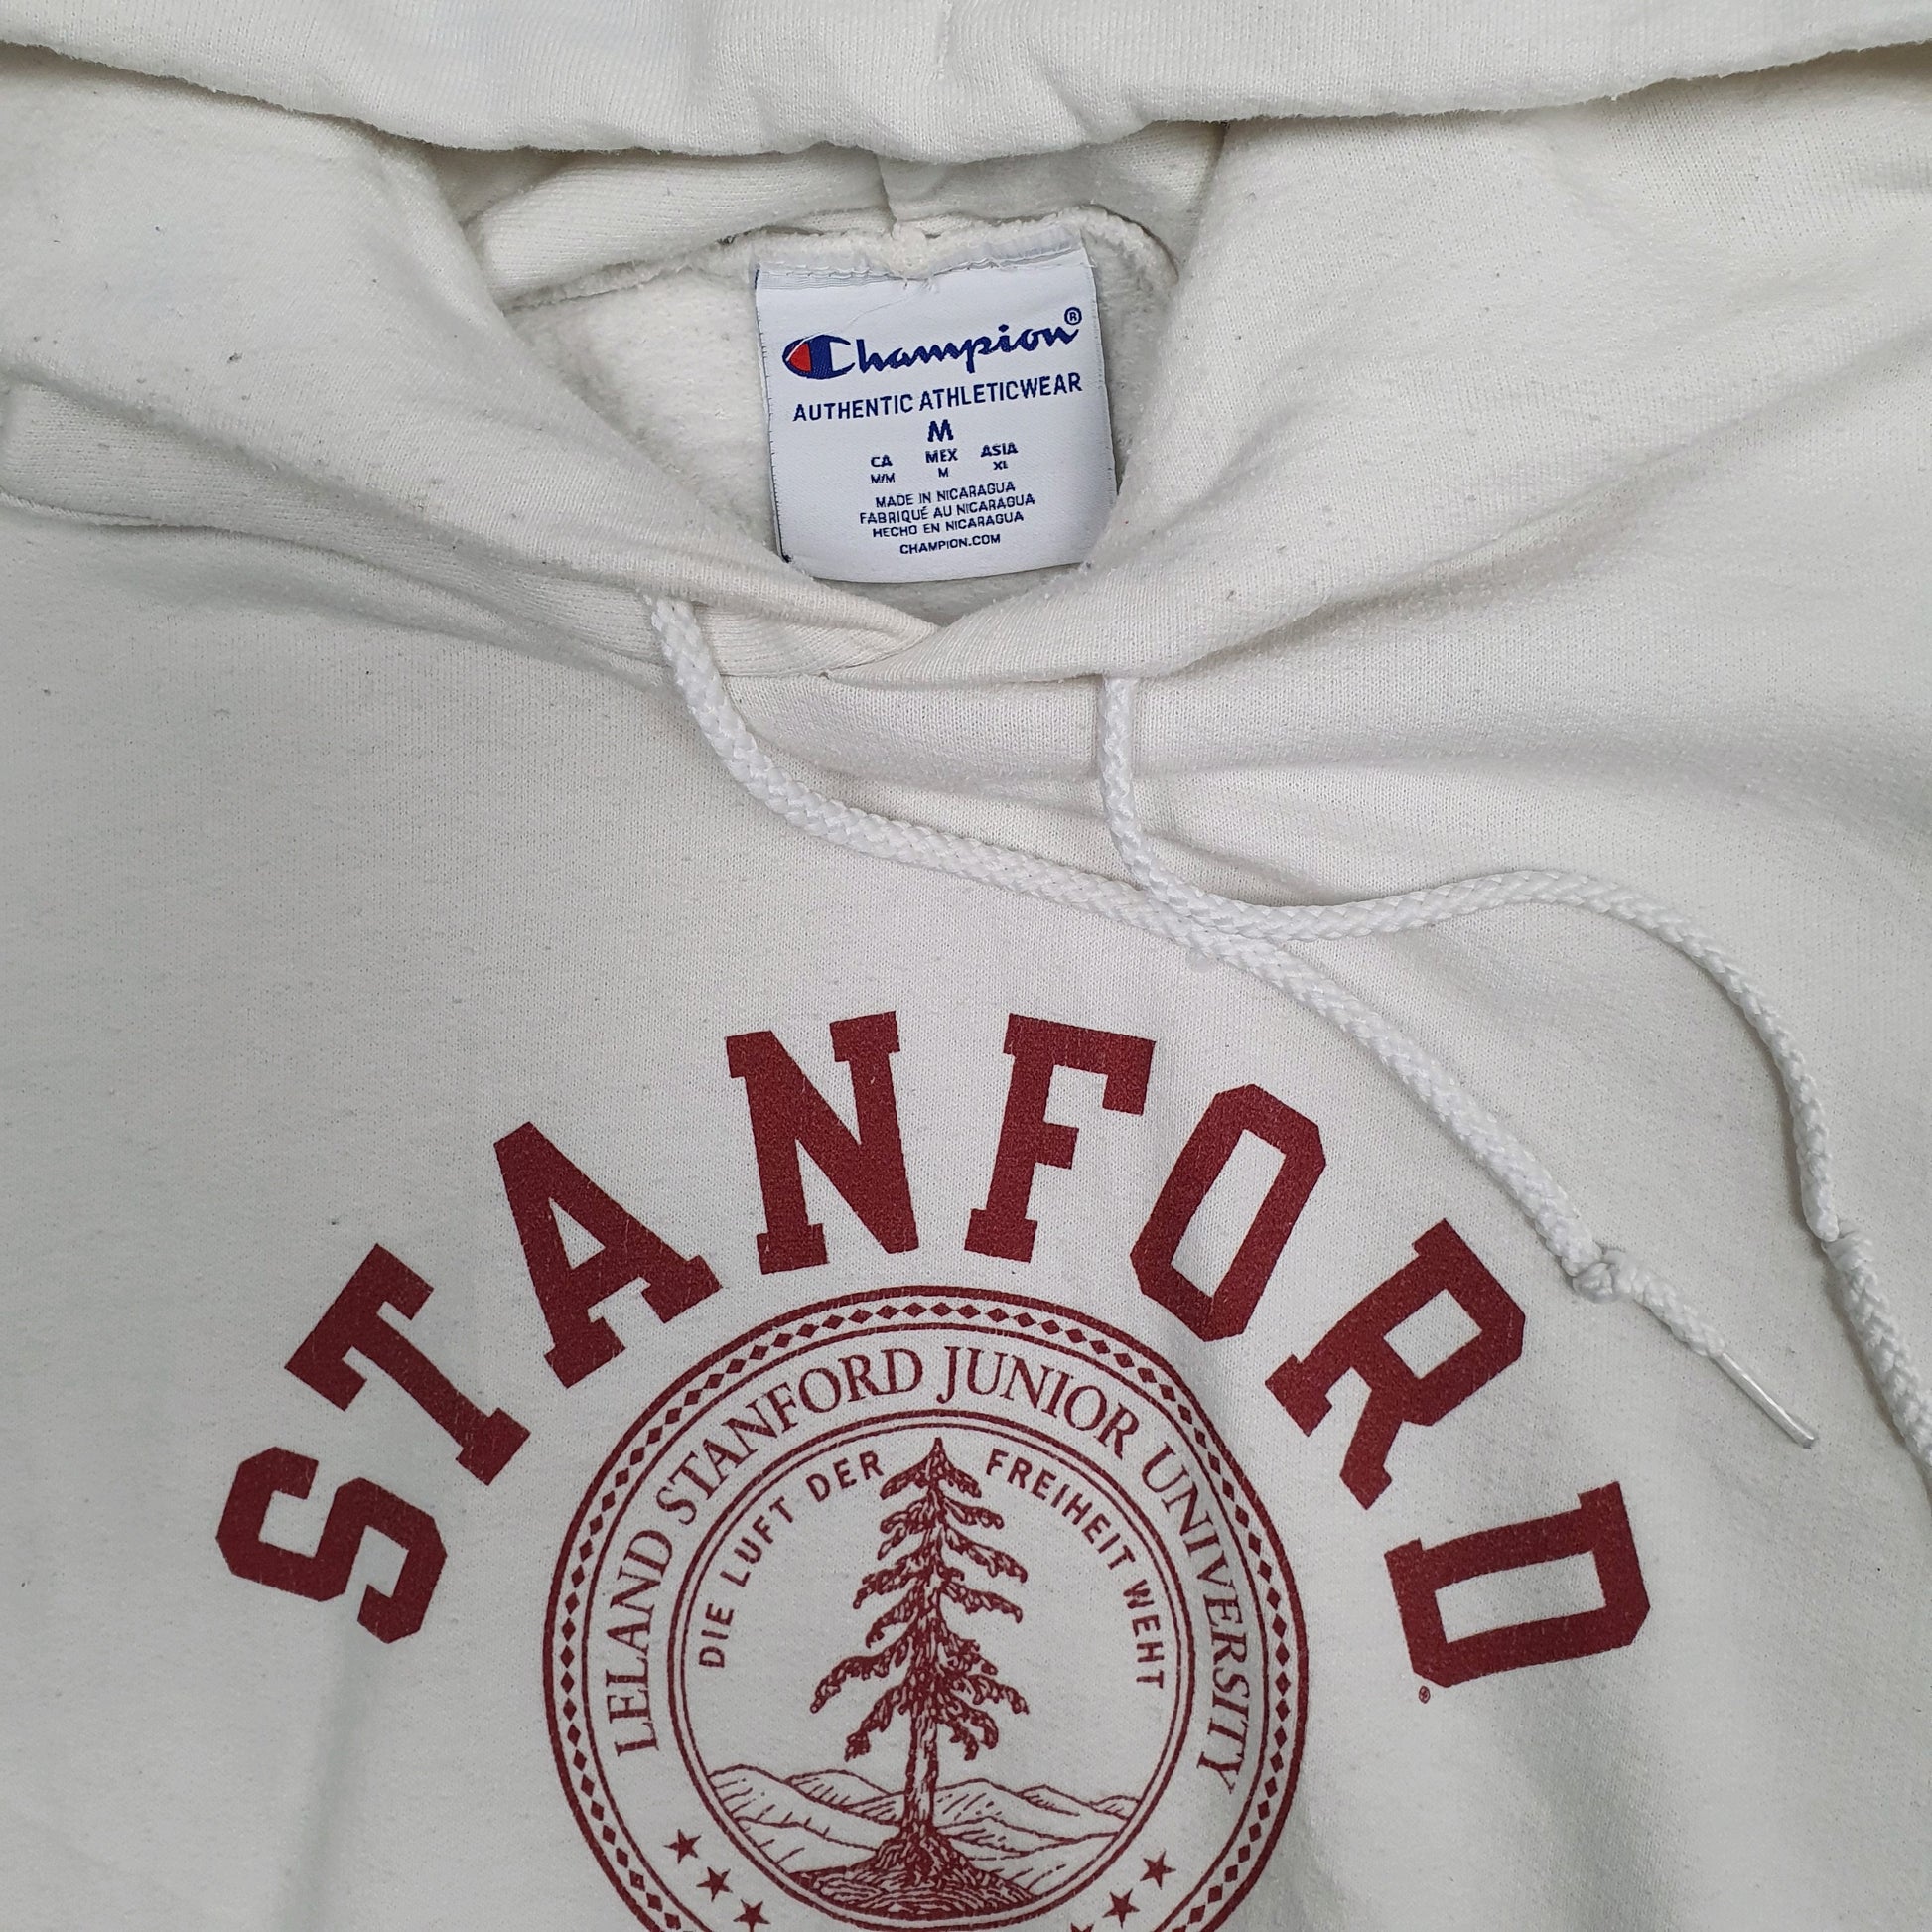 Champion®
AUTHENTIC ATHLETICWEAR
M
CA MEX ASIA
M/M M XL
MADE IN NICARAGUA
FABRIQUÉ AU NICARAGUA
HECHO EN NICARAGUA
CHAMPION.COM
STANFORD
®
LELAND STANFORD JUNIOR UNIVERSITY
DIE LUFT DER FREIHEIT WEHT